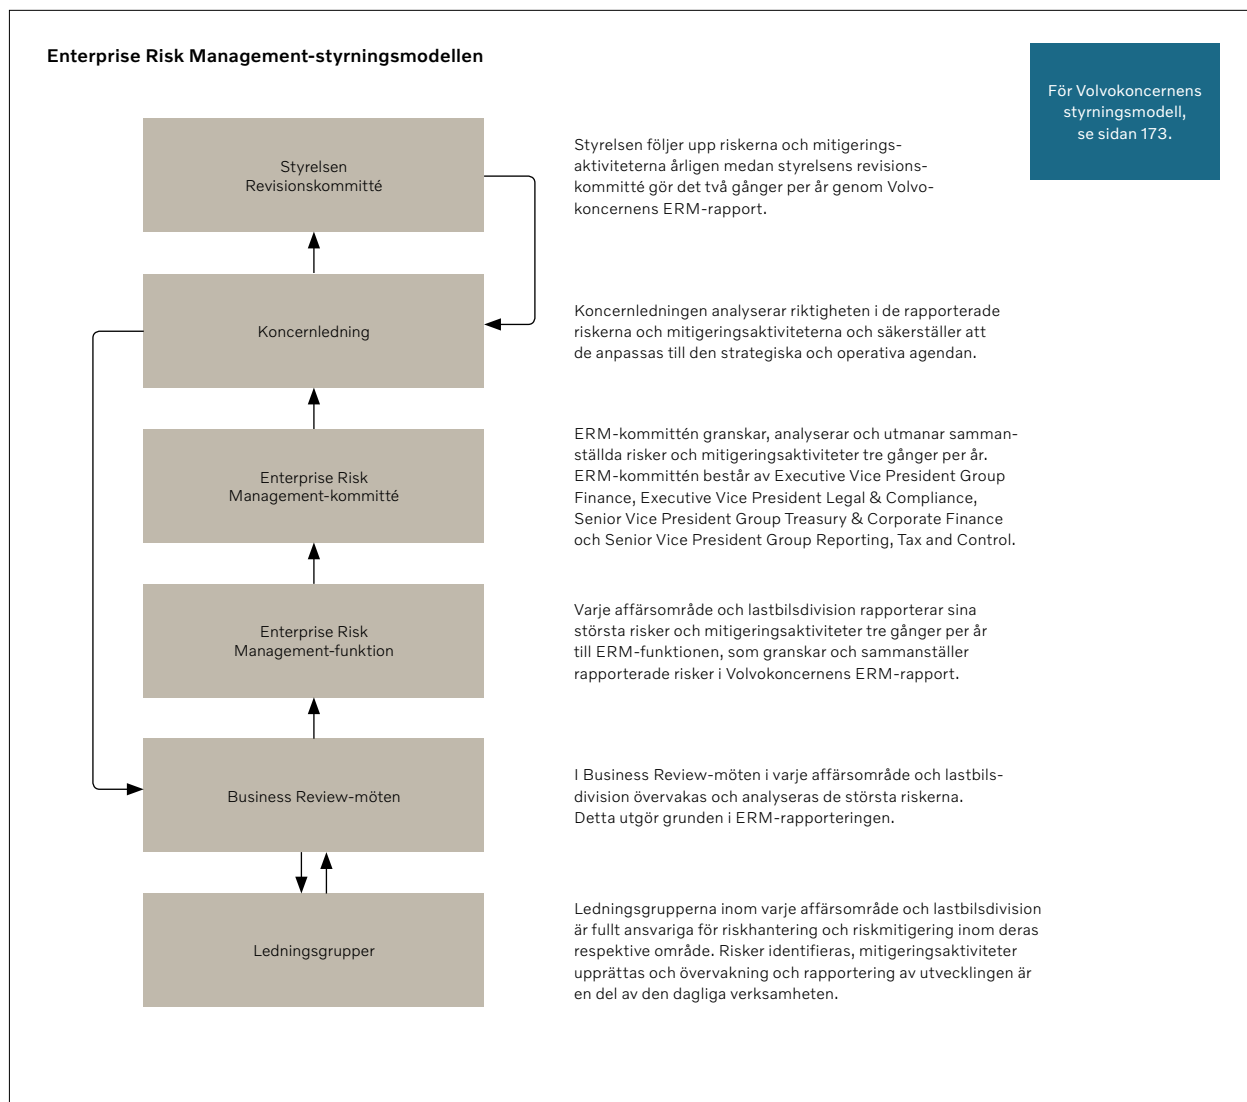 Enterprise Risk Management-styrningsmodellen
För Volvokoncernens
styrningsmodell,
se sidan 173.
Styrelsen
Revisionskommitté
Styrelsen följer upp riskerna och mitigerings-
aktiviteterna årligen medan styrelsens revisions-
kommitté gör det två gånger per år genom Volvo-
koncernens ERM-rapport.
Koncernledning
Koncernledningen analyserar riktigheten i de rapporterade
riskerna och mitigeringsaktiviteterna och säkerställer att
de anpassas till den strategiska och operativa agendan.
Enterprise Risk
Management-kommitté
ERM-kommittén granskar, analyserar och utmanar samman-
ställda risker och mitigeringsaktiviteter tre gånger per år.
ERM-kommittén består av Executive Vice President Group
Finance, Executive Vice President Legal & Compliance,
Senior Vice President Group Treasury & Corporate Finance
och Senior Vice President Group Reporting, Tax and Control.
Enterprise Risk
Management-funktion
Varje affärsområde och lastbilsdivision rapporterar sina
största risker och mitigeringsaktiviteter tre gånger per år
till ERM-funktionen, som granskar och sammanställer
rapporterade risker i Volvokoncernens ERM-rapport.
Business Review-möten
I Business Review-möten i varje affärsområde och lastbils-
division övervakas och analyseras de största riskerna.
Detta utgör grunden i ERM-rapporteringen.
Ledningsgrupper
Ledningsgrupperna inom varje affärsområde och lastbilsdivision
är fullt ansvariga för riskhantering och riskmitigering inom deras
respektive område. Risker identifieras, mitigeringsaktiviteter
upprättas och övervakning och rapportering av utvecklingen är
en del av den dagliga verksamheten.